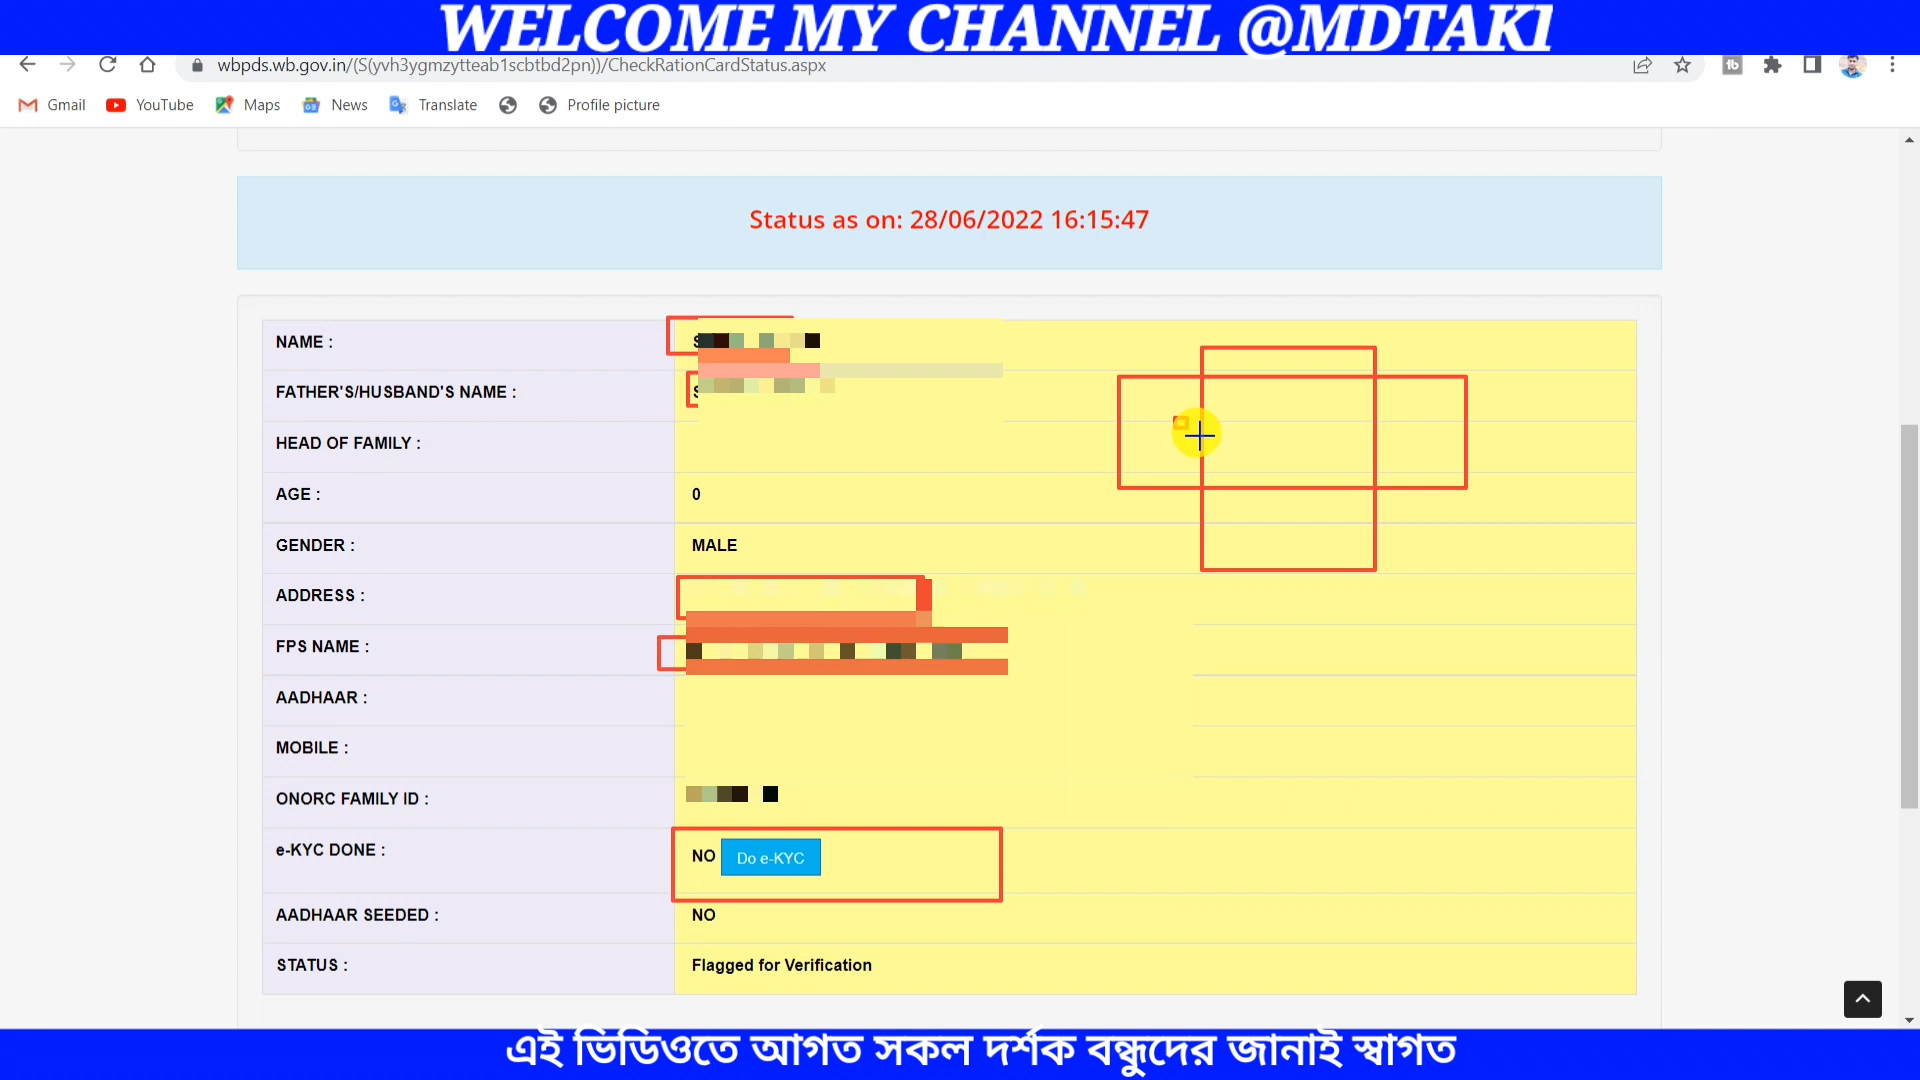 WELCOME MY CHANNEL @MDTAKI
wbpds.wb.gov.in/(S(yvh3ygmzytteab1scbtbd2pn))/CheckRationCardStatus.aspx
Gmail YouTube Maps News Translate Profile picture
Status as on: 28/06/2022 16:15:47
NAME :
FATHER'S/HUSBAND'S NAME :
HEAD OF FAMILY :
AGE : 0
GENDER : MALE
ADDRESS :
FPS NAME :
AADHAAR :
MOBILE :
ONORC FAMILY ID :
e-KYC DONE : NO Do e-KYC
AADHAAR SEEDED : NO
STATUS : Flagged for Verification
এই ভিডিওতে আগত সকল দর্শক বন্ধুদের জানাই স্বাগত